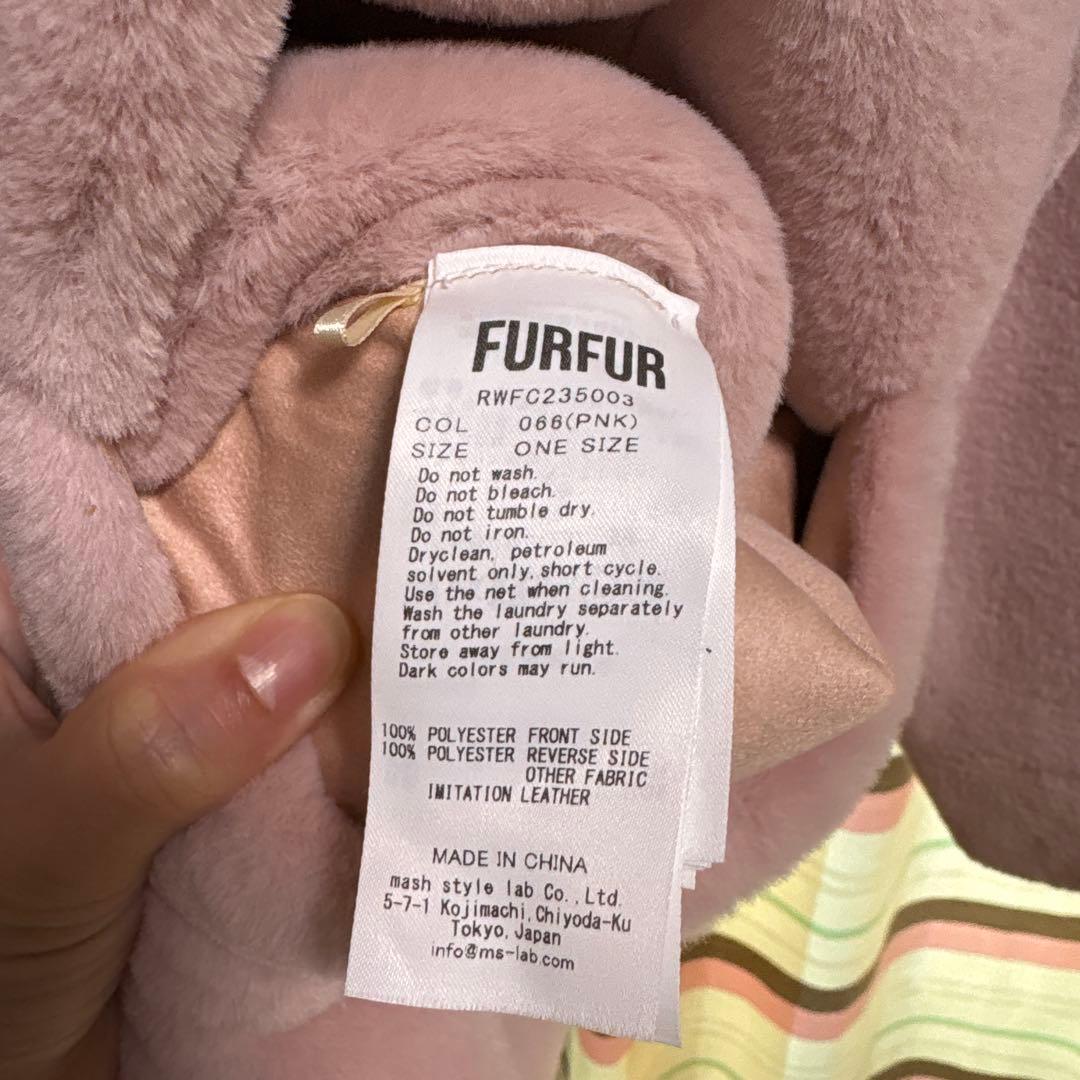 FURFUR
RWFC235003
COL 066(PNK)
SIZE ONE SIZE
Do not wash.
Do not bleach.
Do not tumble dry.
Do not iron.
Dryclean, petroleum
solvent only, short cycle.
Use the net when cleaning.
Wash the laundry separately
from other laundry.
Store away from light.
Dark colors may run.
100% POLYESTER FRONT SIDE
100% POLYESTER REVERSE SIDE
OTHER FABRIC
IMITATION LEATHER
MADE IN CHINA
mash style lab Co.,Ltd.
5-7-1 Kojimachi,Chiyoda-Ku
Tokyo,Japan
info@ms-lab.com